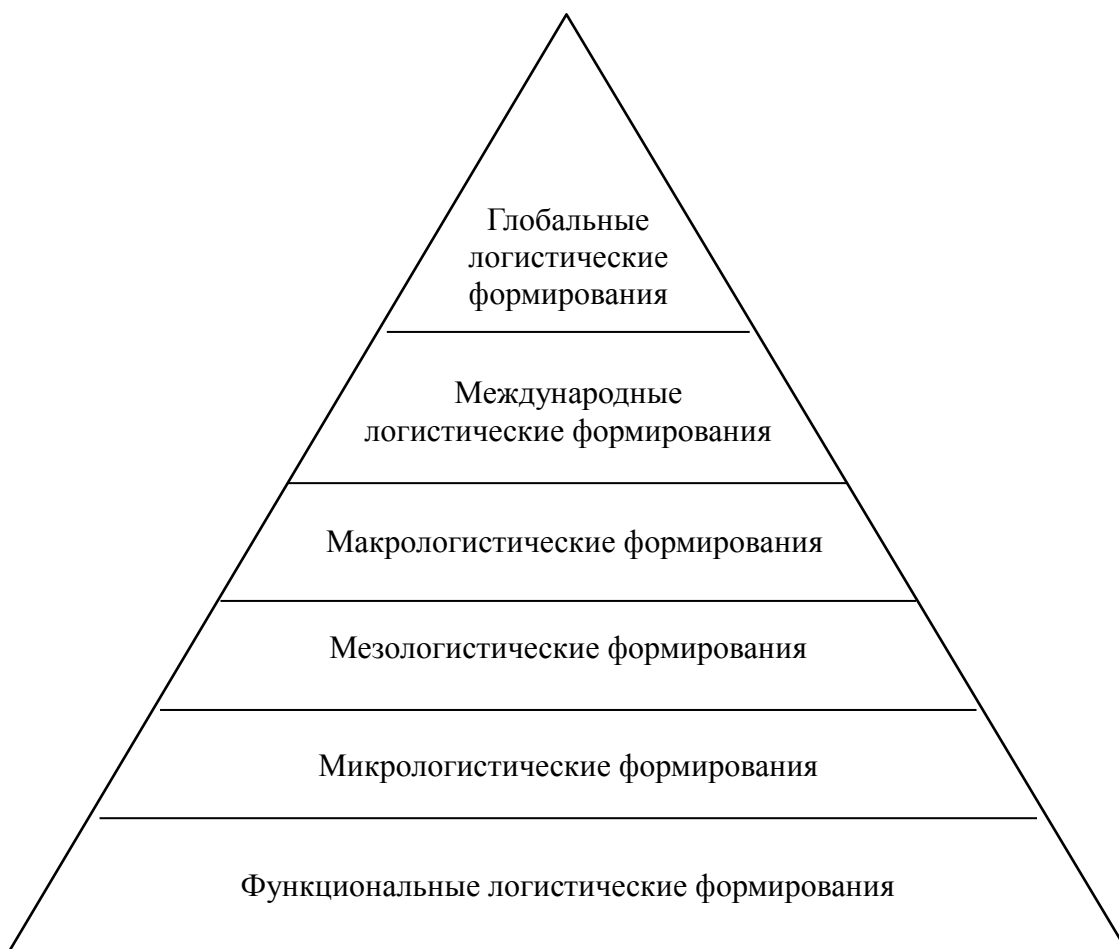 Глобальные
логистические
формирования
Международные
логистические формирования
Макрологистические формирования
Мезологистические формирования
Микрологистические формирования
Функциональные логистические формирования